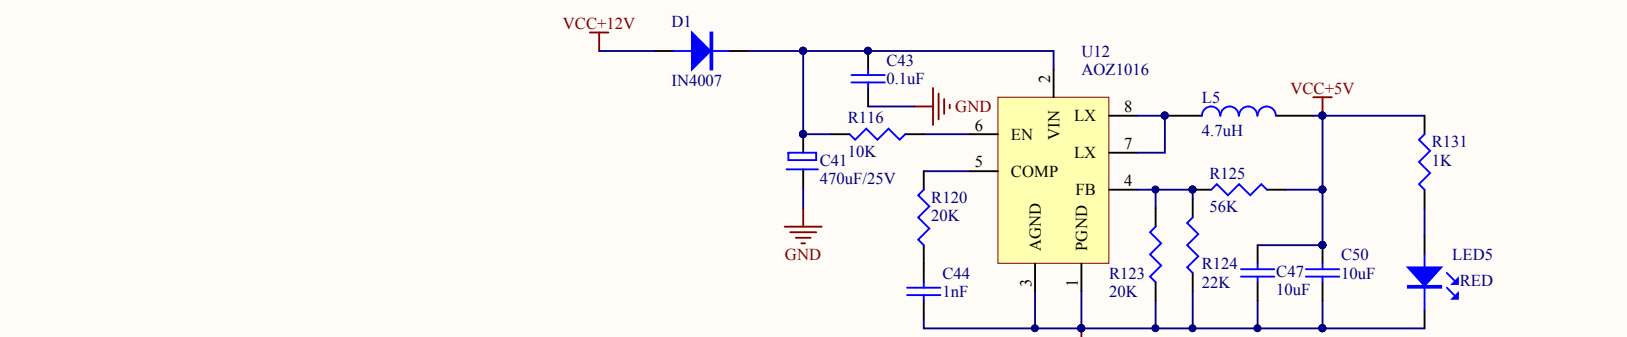 VCC+12V
D1
IN4007
C43
0.1uF
GND
R116
10K
C41
470uF/25V
GND
R120
20K
C44
1nF
U12
AOZ1016
2
VIN
6
EN
5
COMP
8
LX
7
LX
4
FB
AGND
PGND
3
1
L5
4.7uH
VCC+5V
R125
56K
R123
20K
R124
22K
C47
10uF
C50
10uF
R131
1K
LED5
RED